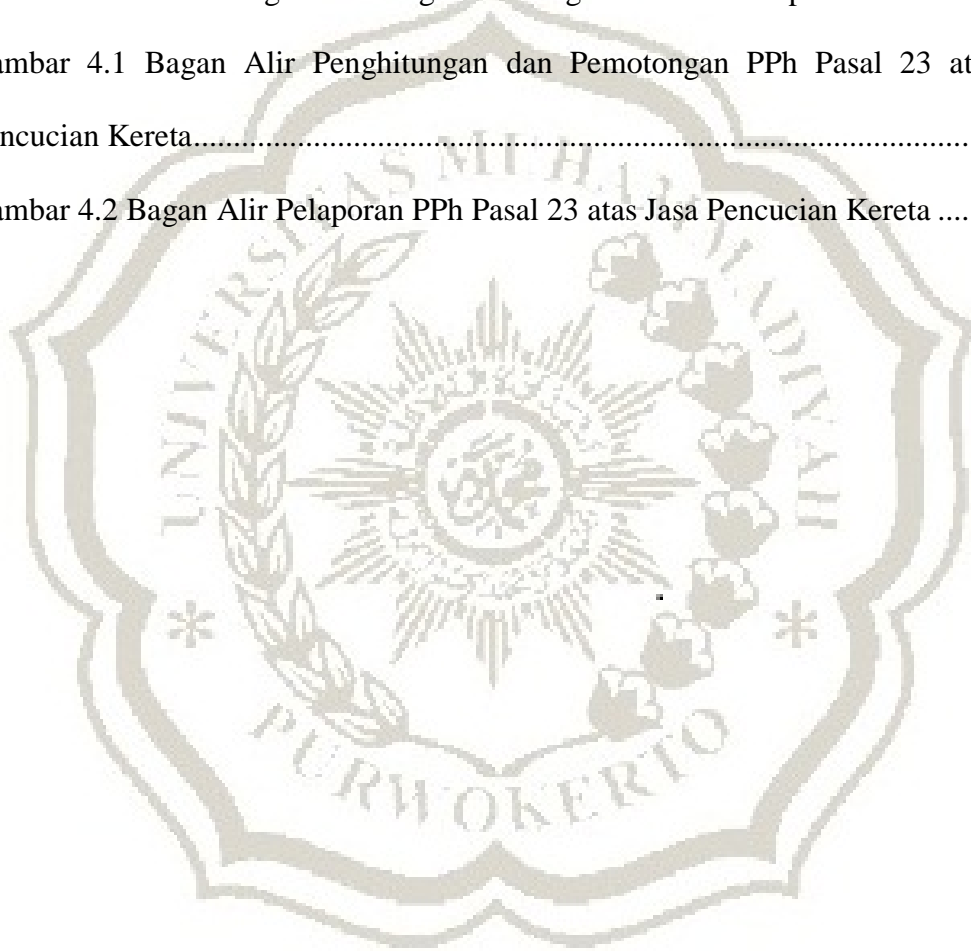 ambar 4.1 Bagan Alir Penghitungan dan Pemotongan PPh Pasal 23 at
ncucian Kereta....................................................................................................
ambar 4.2 Bagan Alir Pelaporan PPh Pasal 23 atas Jasa Pencucian Kereta ....
UNIVERSITAS MUHAMMADIYAH
PURWOKERTO